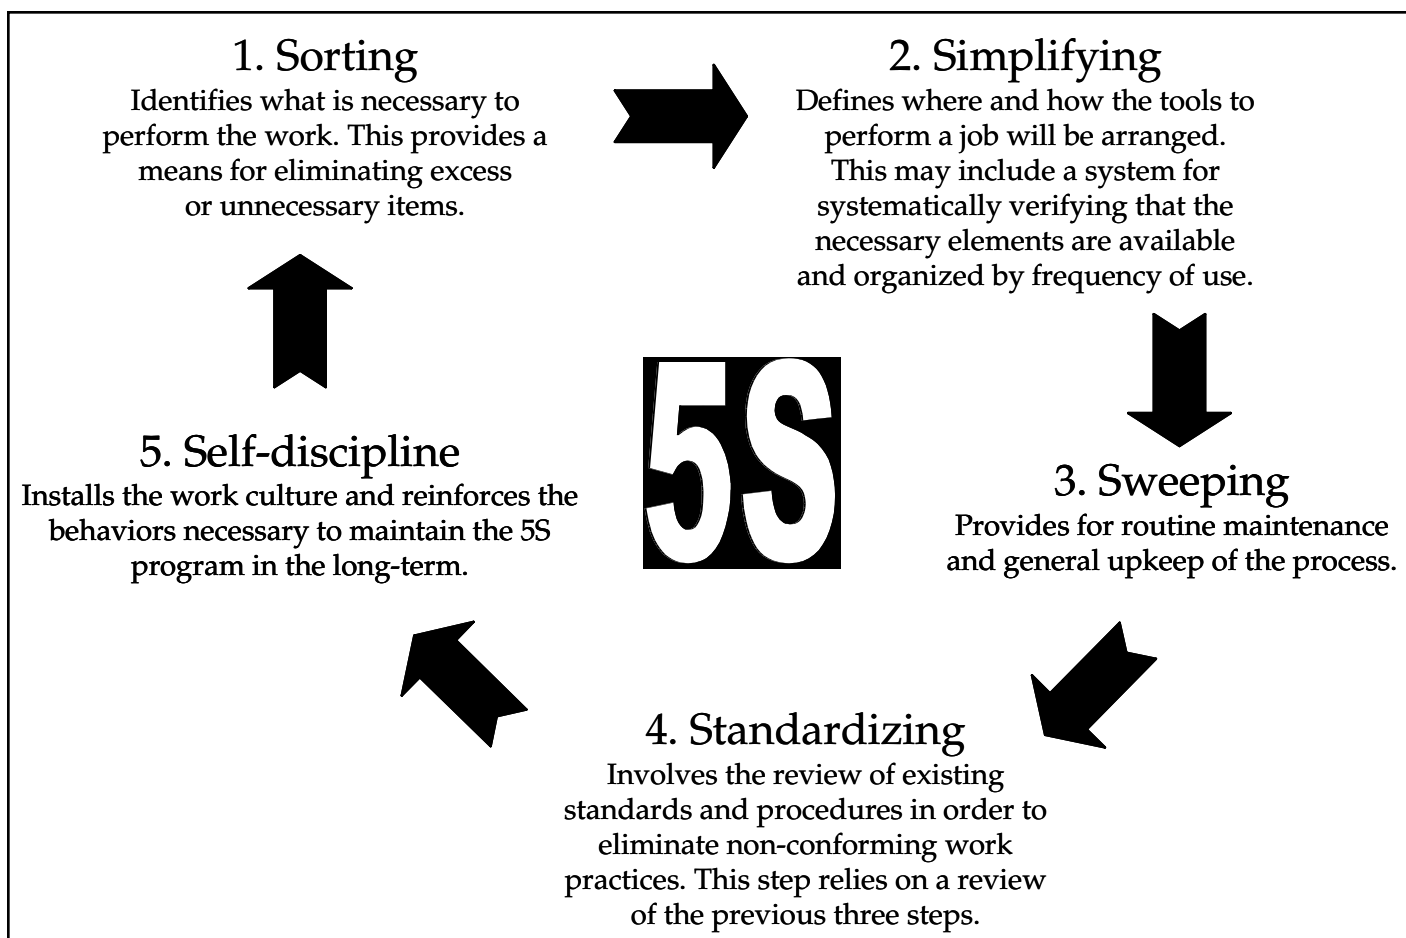 1. Sorting
Identifies what is necessary to
perform the work. This provides a
means for eliminating excess
or unnecessary items.
2. Simplifying
Defines where and how the tools to
perform a job will be arranged.
This may include a system for
systematically verifying that the
necessary elements are available
and organized by frequency of use.
3. Sweeping
Provides for routine maintenance
and general upkeep of the process.
4. Standardizing
Involves the review of existing
standards and procedures in order to
eliminate non-conforming work
practices. This step relies on a review
of the previous three steps.
5. Self-discipline
Installs the work culture and reinforces the
behaviors necessary to maintain the 5S
program in the long-term.
5S